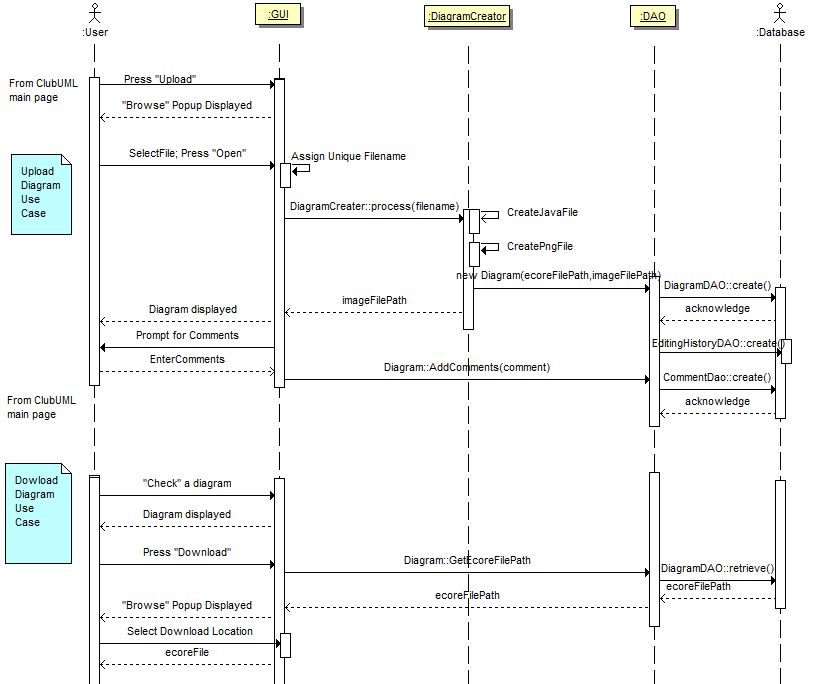 :User
:GUI
:DiagramCreator
:DAO
:Database
From ClubUML
main page
Press "Upload"
"Browse" Popup Displayed
SelectFile; Press "Open"
Assign Unique Filename
Upload
Diagram
Use
Case
DiagramCreater::process(filename)
CreateJavaFile
CreatePngFile
new Diagram(ecoreFilePath,imageFilePath)
DiagramDAO::create()
imageFilePath
acknowledge
Diagram displayed
Prompt for Comments
EditingHistoryDAO::create()
EnterComments
Diagram::AddComments(comment)
CommentDao::create()
acknowledge
From ClubUML
main page
Dowload
Diagram
Use
Case
"Check" a diagram
Diagram displayed
Press "Download"
Diagram::GetEcoreFilePath
DiagramDAO::retrieve()
ecoreFilePath
ecoreFilePath
"Browse" Popup Displayed
Select Download Location
ecoreFile